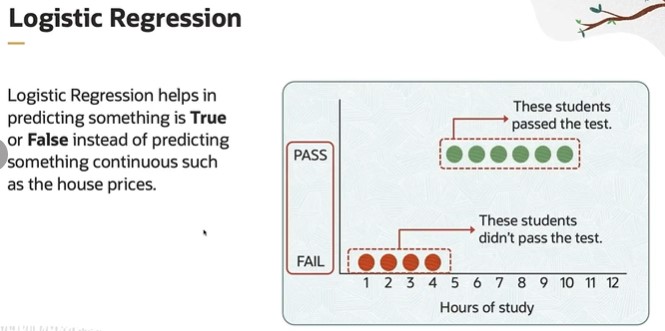 Logistic Regression
Logistic Regression helps in
predicting something is True
or False instead of predicting
something continuous such
as the house prices.
These students
passed the test.
PASS
These students
didn't pass the test.
FAIL
1 2 3 4 5 6 7 8 9 10 11 12
Hours of study